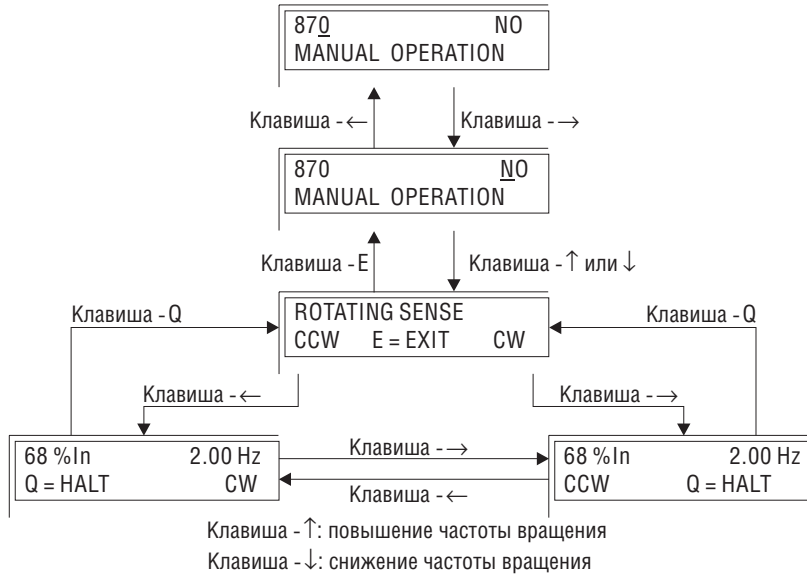 870 NO
MANUAL OPERATION
Клавиша - ← Клавиша - →
870 NO
MANUAL OPERATION
Клавиша - E Клавиша - ↑ или ↓
Клавиша - Q ROTATING SENSE Клавиша - Q
CCW E = EXIT CW
Клавиша - ← Клавиша - →
68 %In 2.00 Hz Клавиша - → 68 %In 2.00 Hz
Q = HALT CW Клавиша - ← CCW Q = HALT
Клавиша - ↑: повышение частоты вращения
Клавиша - ↓: снижение частоты вращения